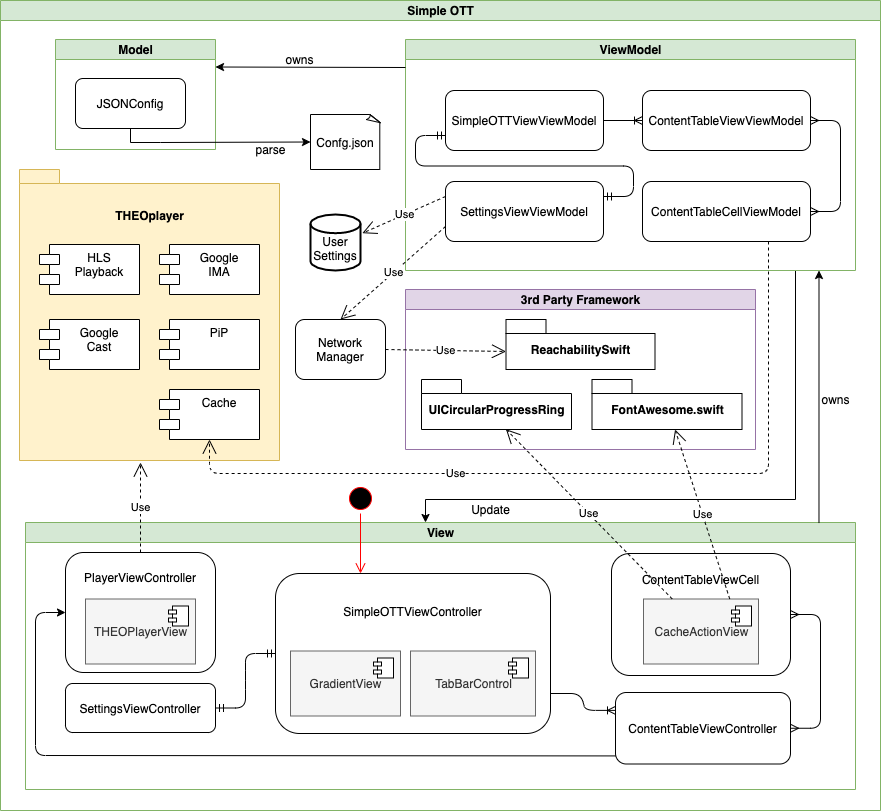 Simple OTT
Model
ViewModel
owns
JSONConfig
SimpleOTTViewViewModel
ContentTableViewViewModel
Confg.json
parse
THEOplayer
SettingsViewViewModel
ContentTableCellViewModel
Use
User
Settings
HLS
Playback
Google
IMA
Use
3rd Party Framework
Google
Cast
PiP
Network
Manager
Use
ReachabilitySwift
Cache
UICircularProgressRing
FontAwesome.swift
owns
Use
Use
Update
Use
Use
View
PlayerViewController
THEOPlayerView
SimpleOTTViewController
ContentTableViewCell
CacheActionView
GradientView
TabBarControl
SettingsViewController
ContentTableViewController